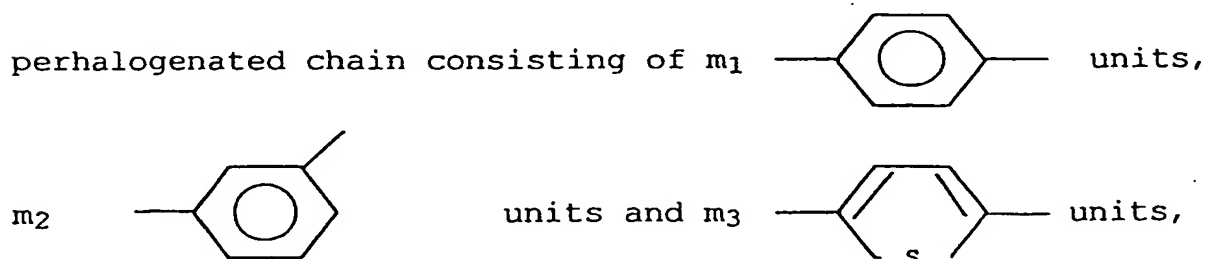 perhalogenated chain consisting of m₁ units,
m₂ units and m₃ units,
s